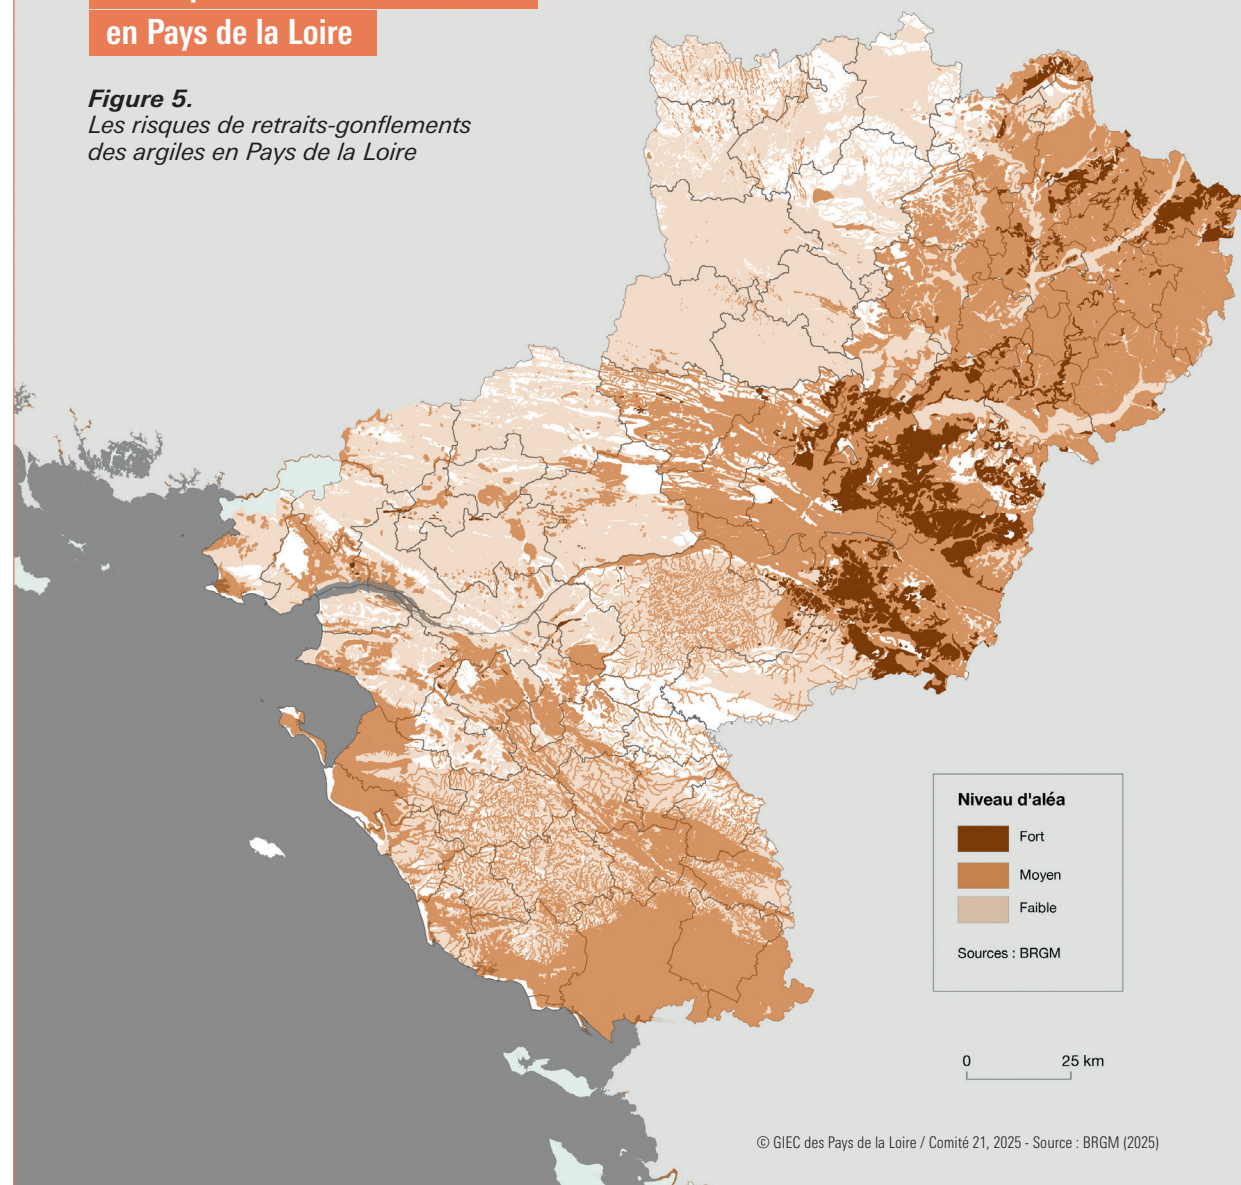 en Pays de la Loire
Figure 5.
Les risques de retraits-gonflements
des argiles en Pays de la Loire
Niveau d'aléa
Fort
Moyen
Faible
Sources : BRGM
0 25 km
© GIEC des Pays de la Loire / Comité 21, 2025 - Source : BRGM (2025)